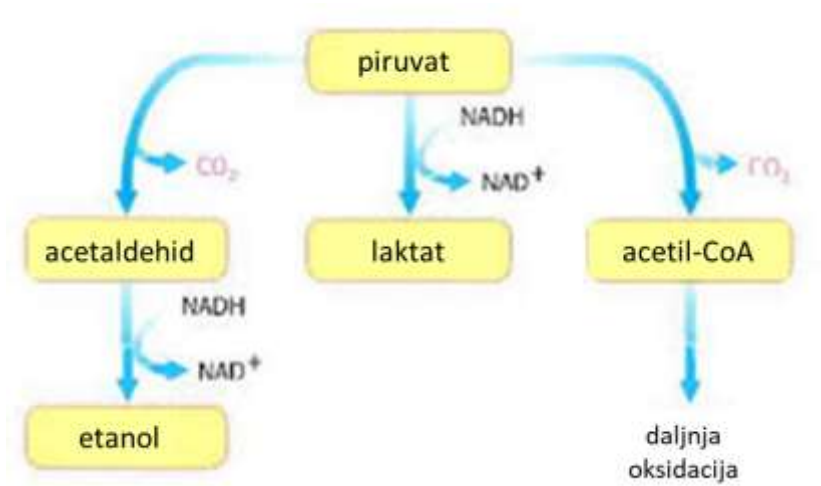 piruvat
NADH
CO₂
NAD⁺
CO₂
acetaldehid
laktat
acetil-CoA
NADH
NAD⁺
etanol
daljnja
oksidacija